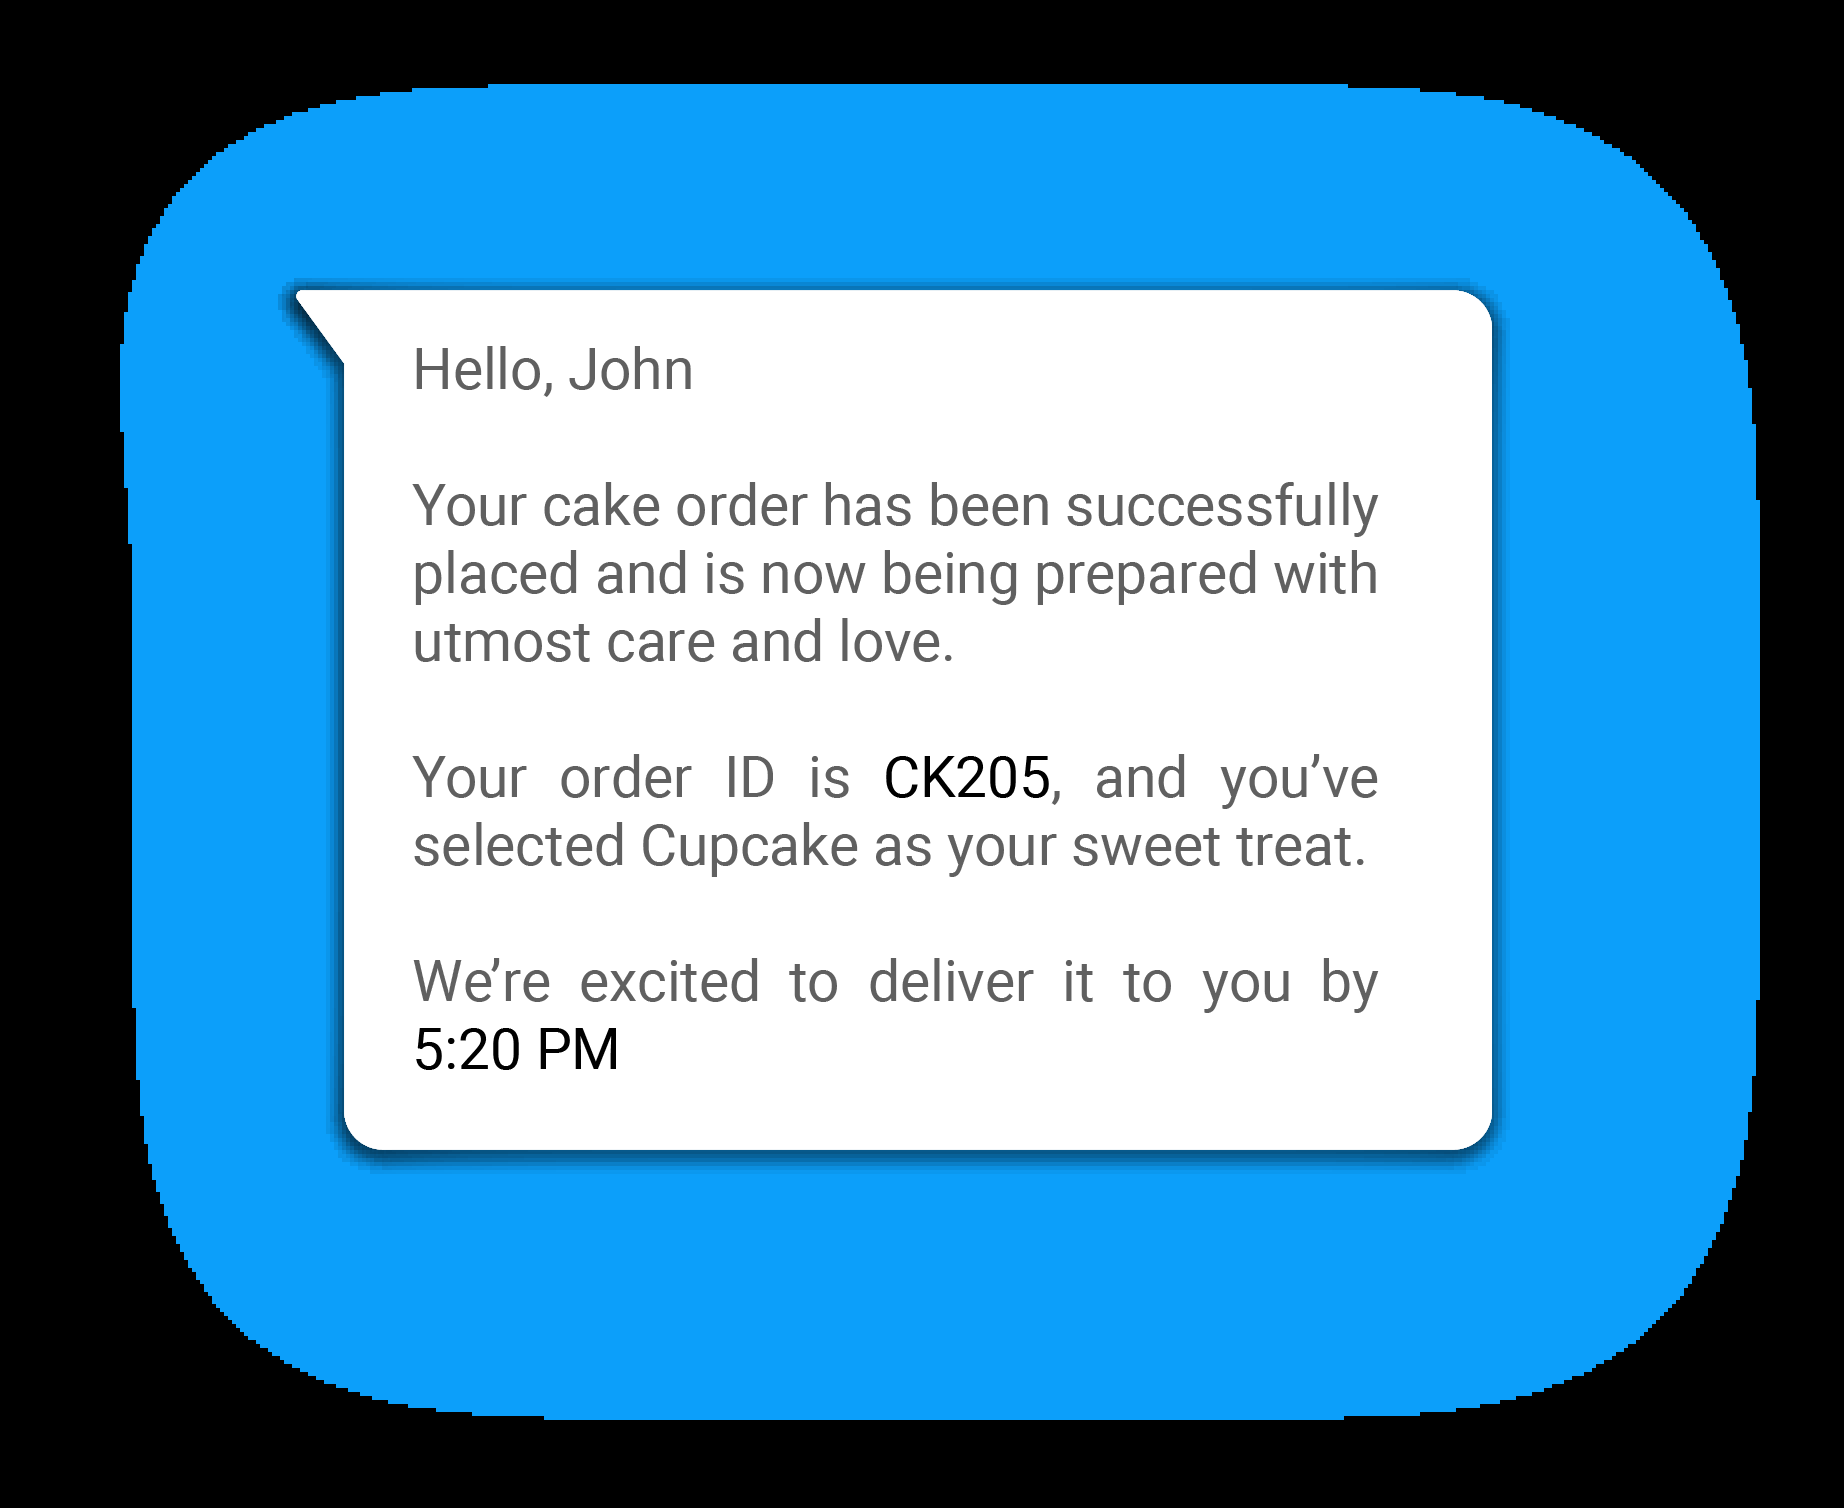 Hello, John
Your cake order has been successfully
placed and is now being prepared with
utmost care and love.
Your order ID is CK205, and you’ve
selected Cupcake as your sweet treat.
We’re excited to deliver it to you by
5:20 PM